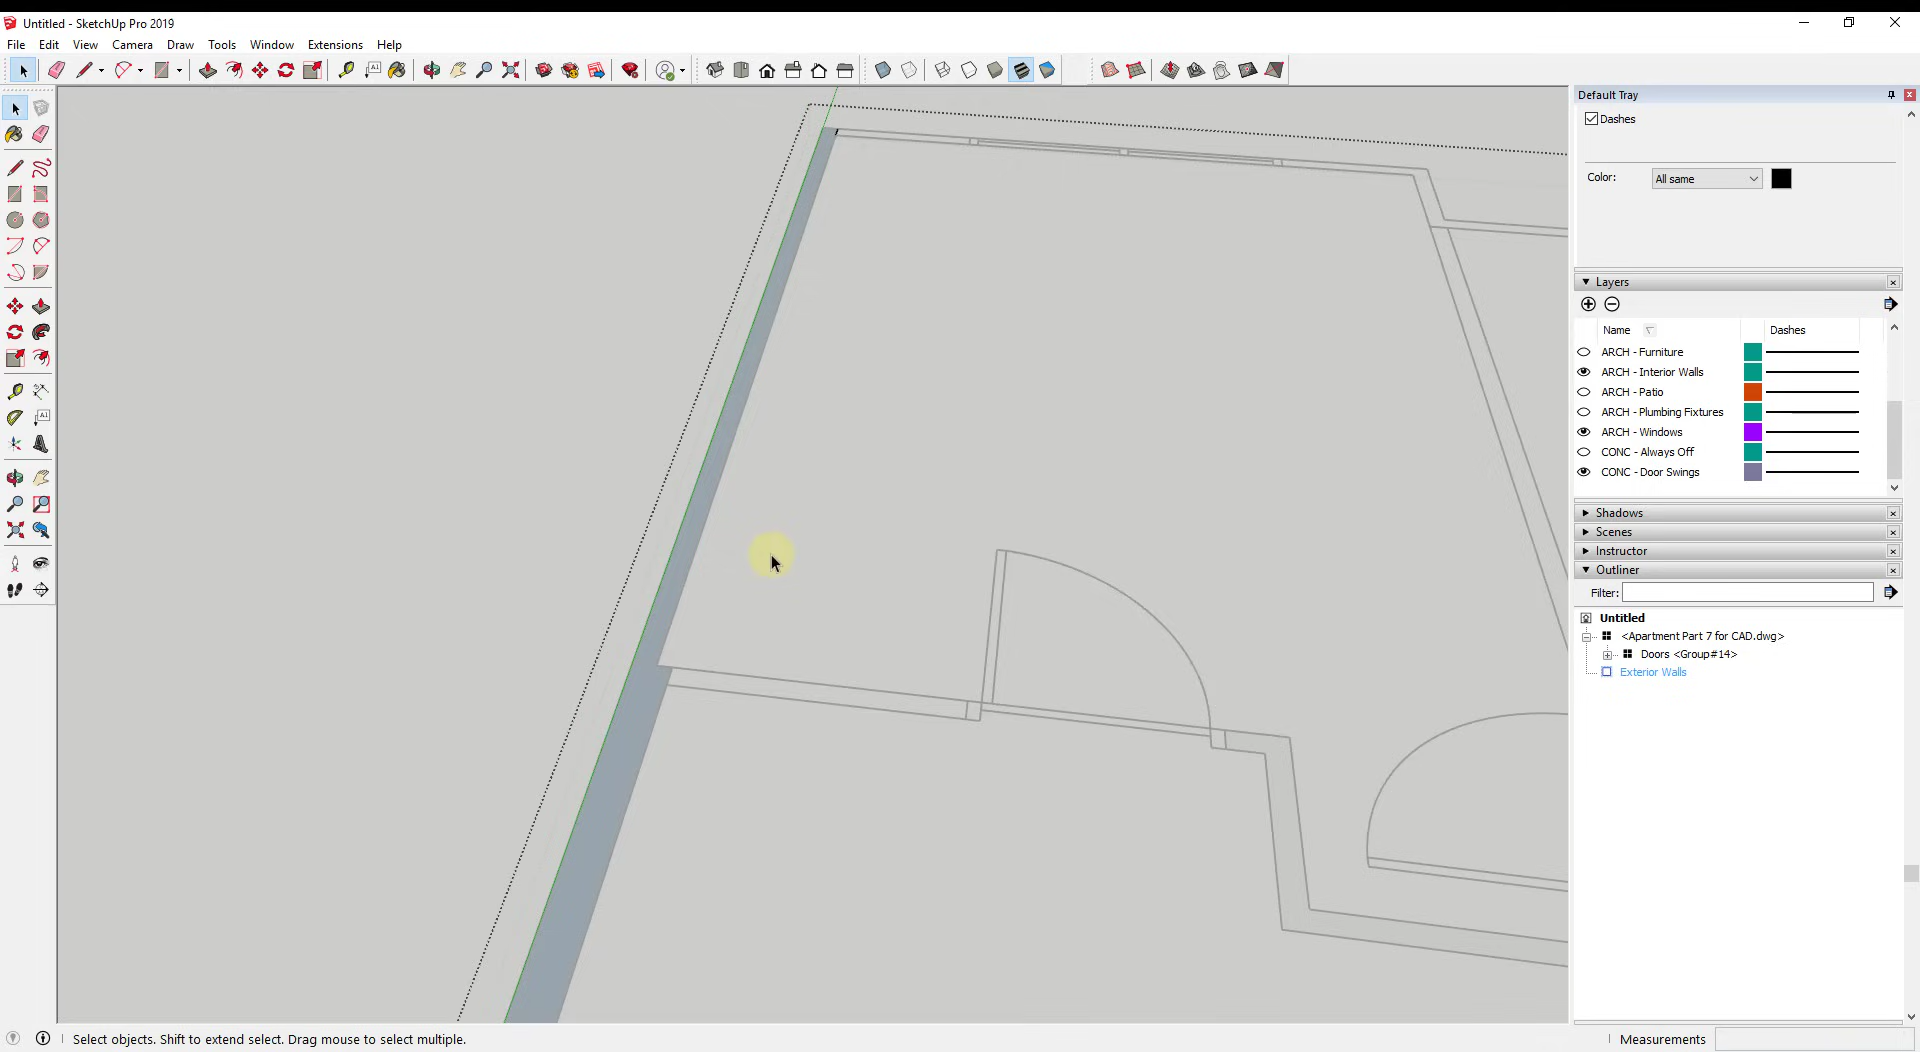 Untitled - SketchUp Pro 2019
File Edit View Camera Draw Tools Window Extensions Help
Default Tray
Dashes
Color: All same
Layers
Name Dashes
ARCH - Furniture
ARCH - Interior Walls
ARCH - Patio
ARCH - Plumbing Fixtures
ARCH - Windows
CONC - Always Off
CONC - Door Swings
Shadows
Scenes
Instructor
Outliner
Filter:
Untitled
<Apartment Part 7 for CAD.dwg>
Doors <Group#14>
Exterior Walls
Select objects. Shift to extend select. Drag mouse to select multiple.
Measurements